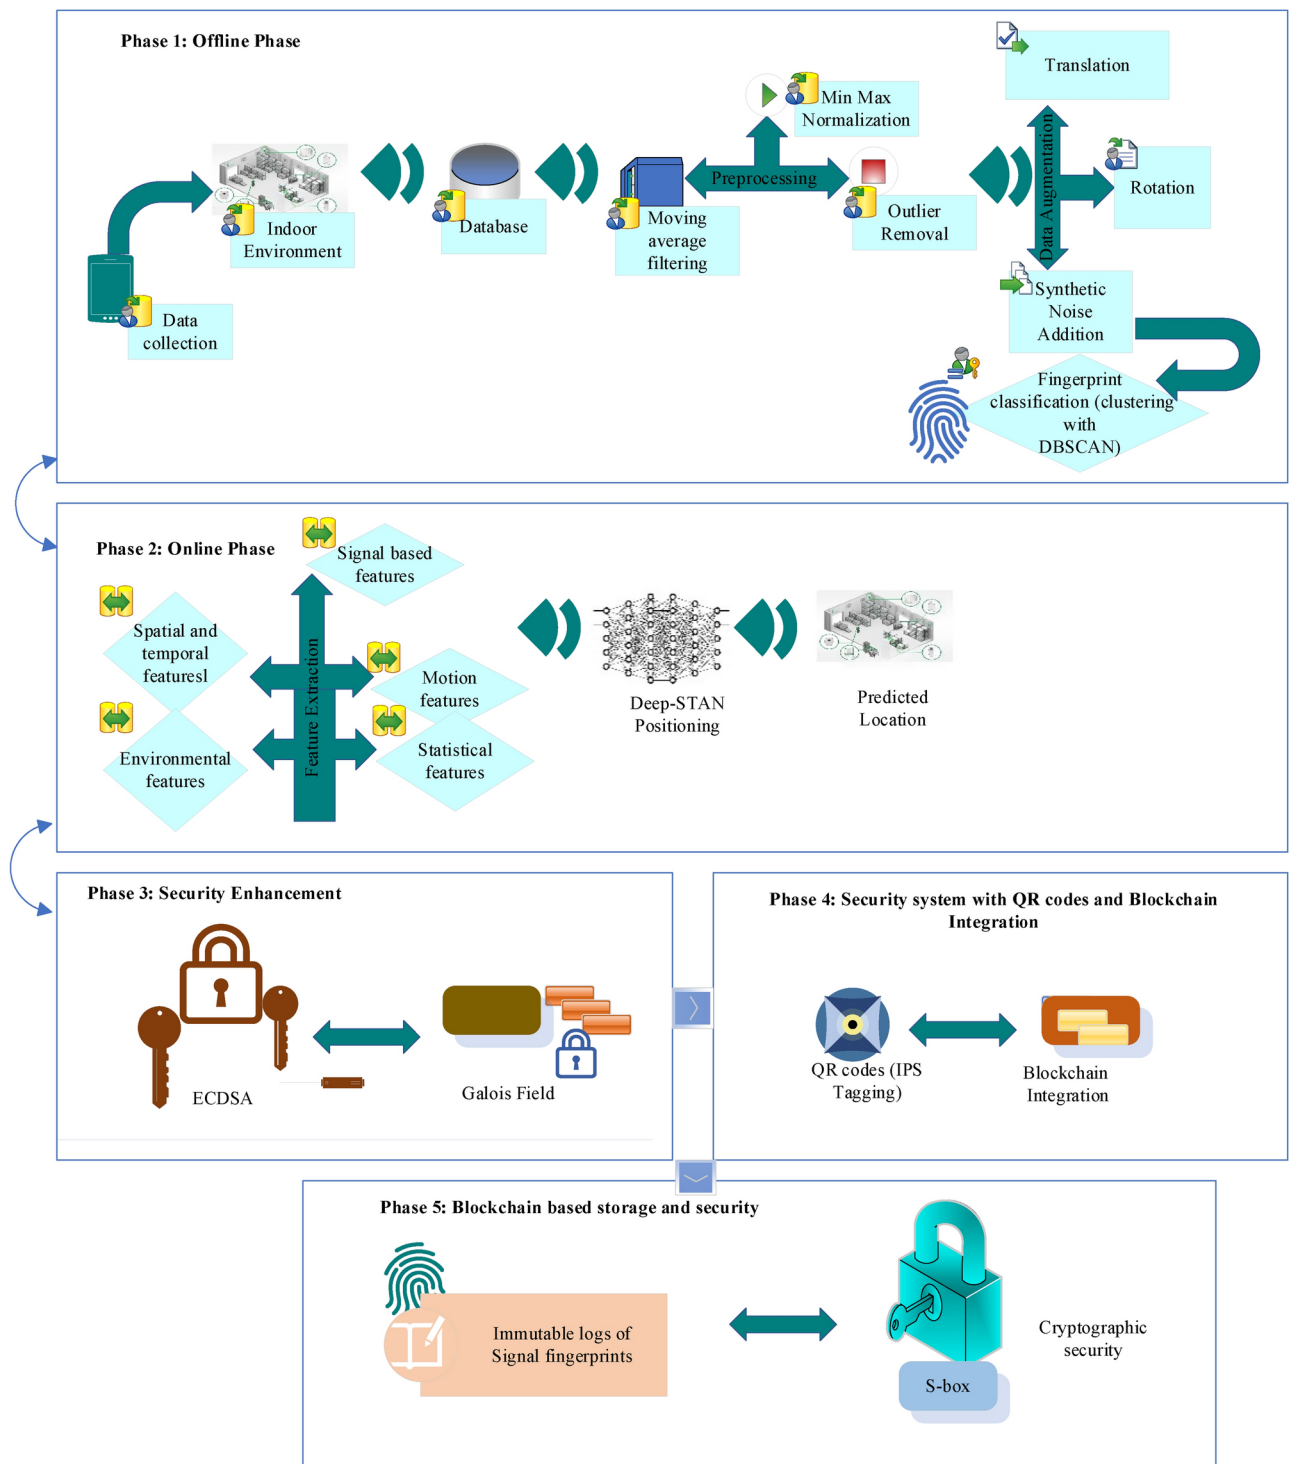 Phase 1: Offline Phase
Translation
Min Max
Normalization
Data Augmentation
Preprocessing
Rotation
Indoor
Environment
Database
Moving
average
filtering
Outlier
Removal
Data
collection
Synthetic
Noise
Addition
Fingerprint
classification (clustering
with
DBSCAN)
Phase 2: Online Phase
Signal based
features
Spatial and
temporal
featuresl
Feature Extraction
Motion
features
Environmental
features
Statistical
features
Deep-STAN
Positioning
Predicted
Location
Phase 3: Security Enhancement
ECDSA
Galois Field
Phase 4: Security system with QR codes and Blockchain
Integration
QR codes (IPS
Tagging)
Blockchain
Integration
Phase 5: Blockchain based storage and security
Immutable logs of
Signal fingerprints
Cryptographic
security
S-box